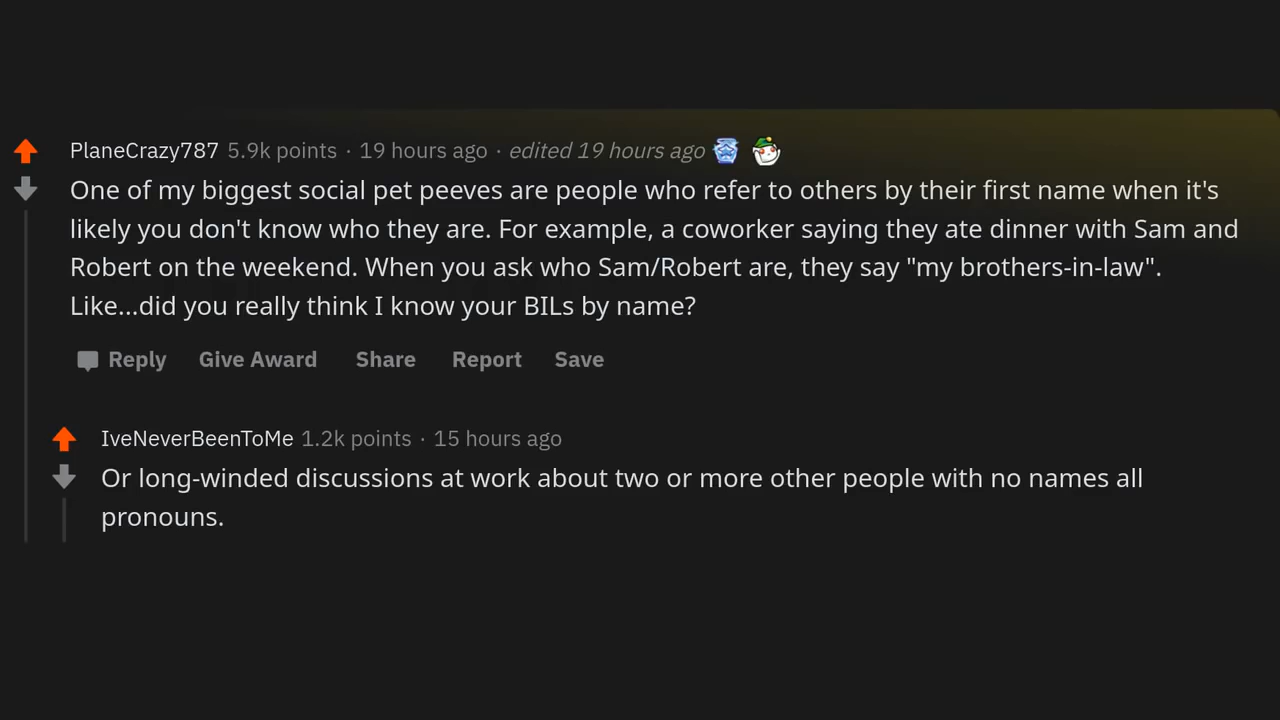 PlaneCrazy787 5.9k points · 19 hours ago · edited 19 hours ago
One of my biggest social pet peeves are people who refer to others by their first name when it's
likely you don't know who they are. For example, a coworker saying they ate dinner with Sam and
Robert on the weekend. When you ask who Sam/Robert are, they say "my brothers-in-law".
Like...did you really think I know your BILs by name?
Reply Give Award Share Report Save
IveNeverBeenToMe 1.2k points · 15 hours ago
Or long-winded discussions at work about two or more other people with no names all
pronouns.